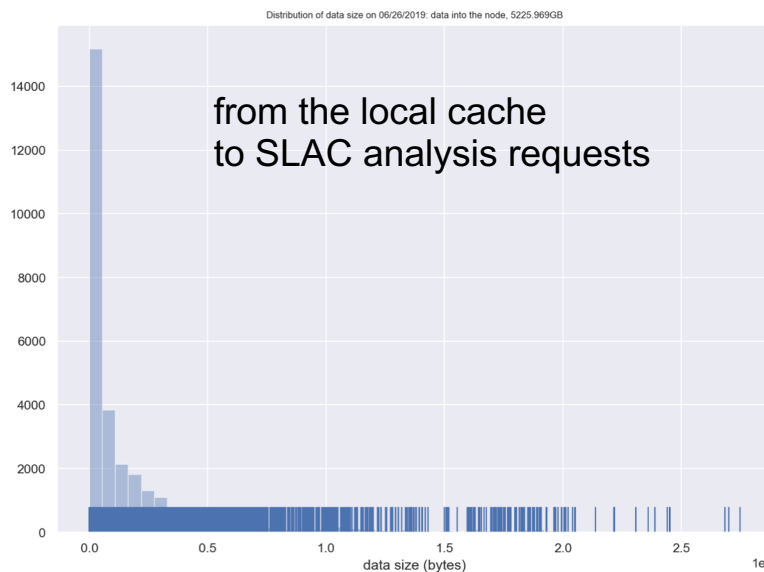 Distribution of data size on 06/26/2019: data into the node, 5225.969GB
from the local cache
to SLAC analysis requests
14000
12000
10000
8000
6000
4000
2000
0
0.0 0.5 1.0 1.5 2.0 2.5
data size (bytes)
1e